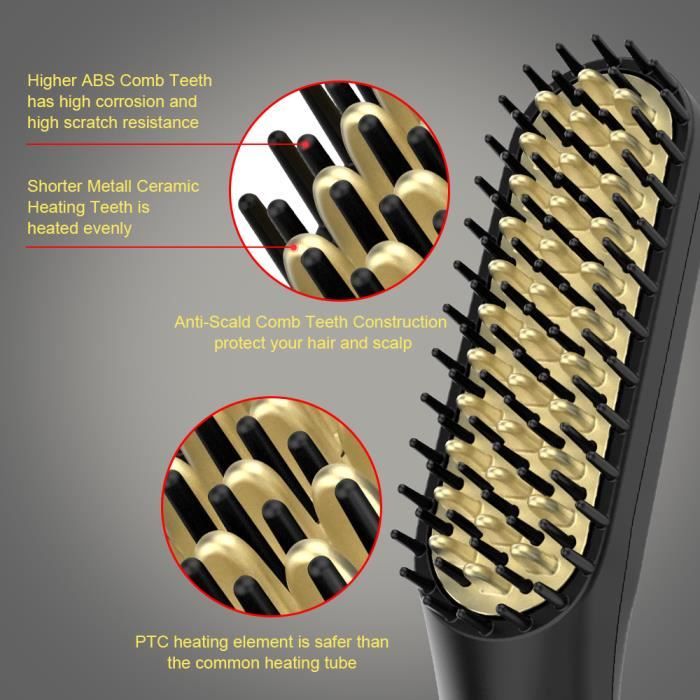 Higher ABS Comb Teeth
has high corrosion and
high scratch resistance
Shorter Metall Ceramic
Heating Teeth is
heated evenly
Anti-Scald Comb Teeth Construction
protect your hair and scalp
PTC heating element is safer than
the common heating tube